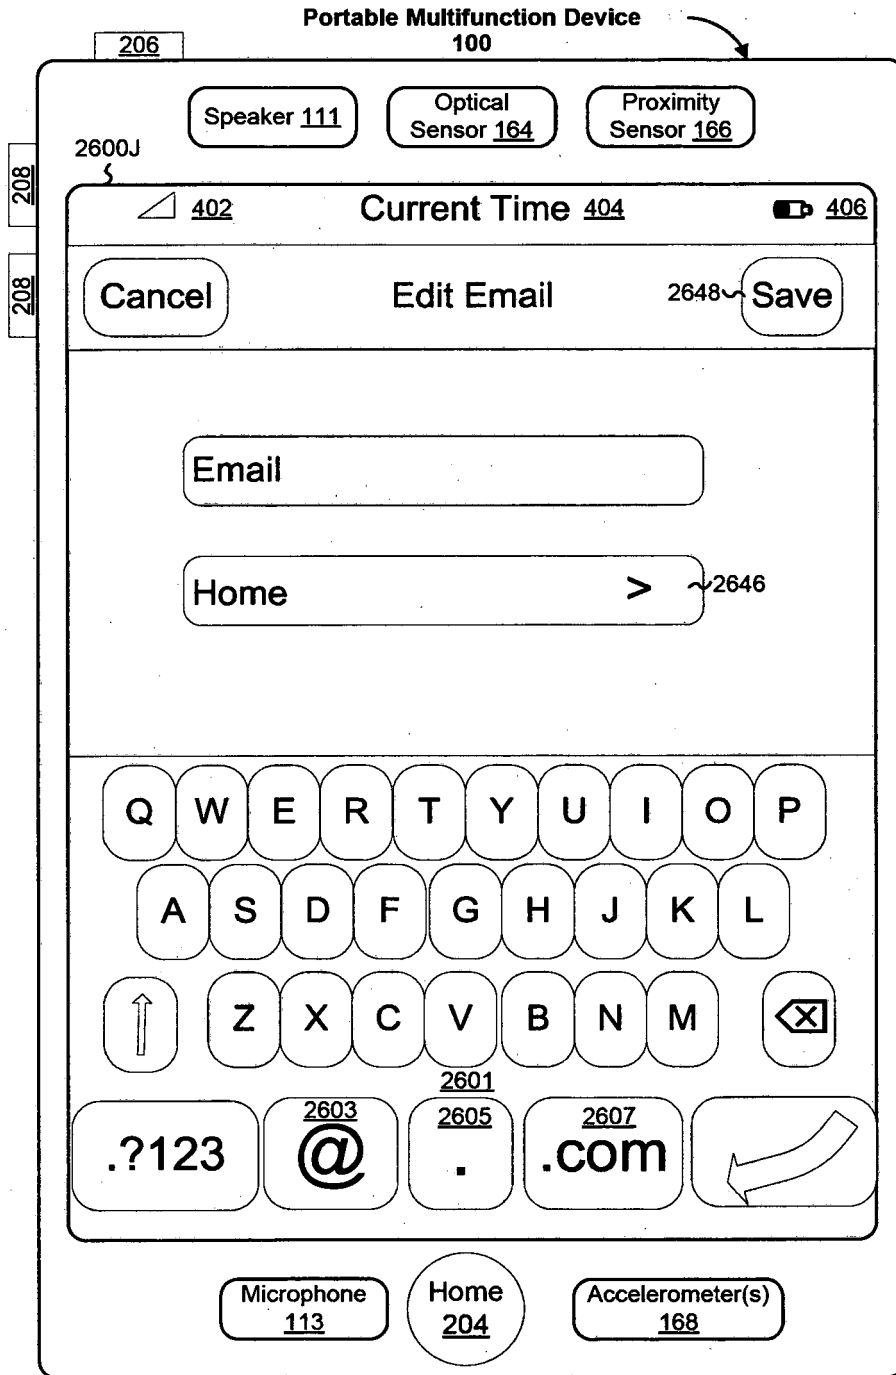 Portable Multifunction Device
100
206
Speaker 111
Optical
Sensor 164
Proximity
Sensor 166
2600J
208
208
402
Current Time 404
406
Cancel
Edit Email
2648
Save
Email
Home >
2646
Q W E R T Y U I O P
A S D F G H J K L
Z X C V B N M
2601
.?123
2603
@
2605
.
2607
.com
Microphone
113
Home
204
Accelerometer(s)
168